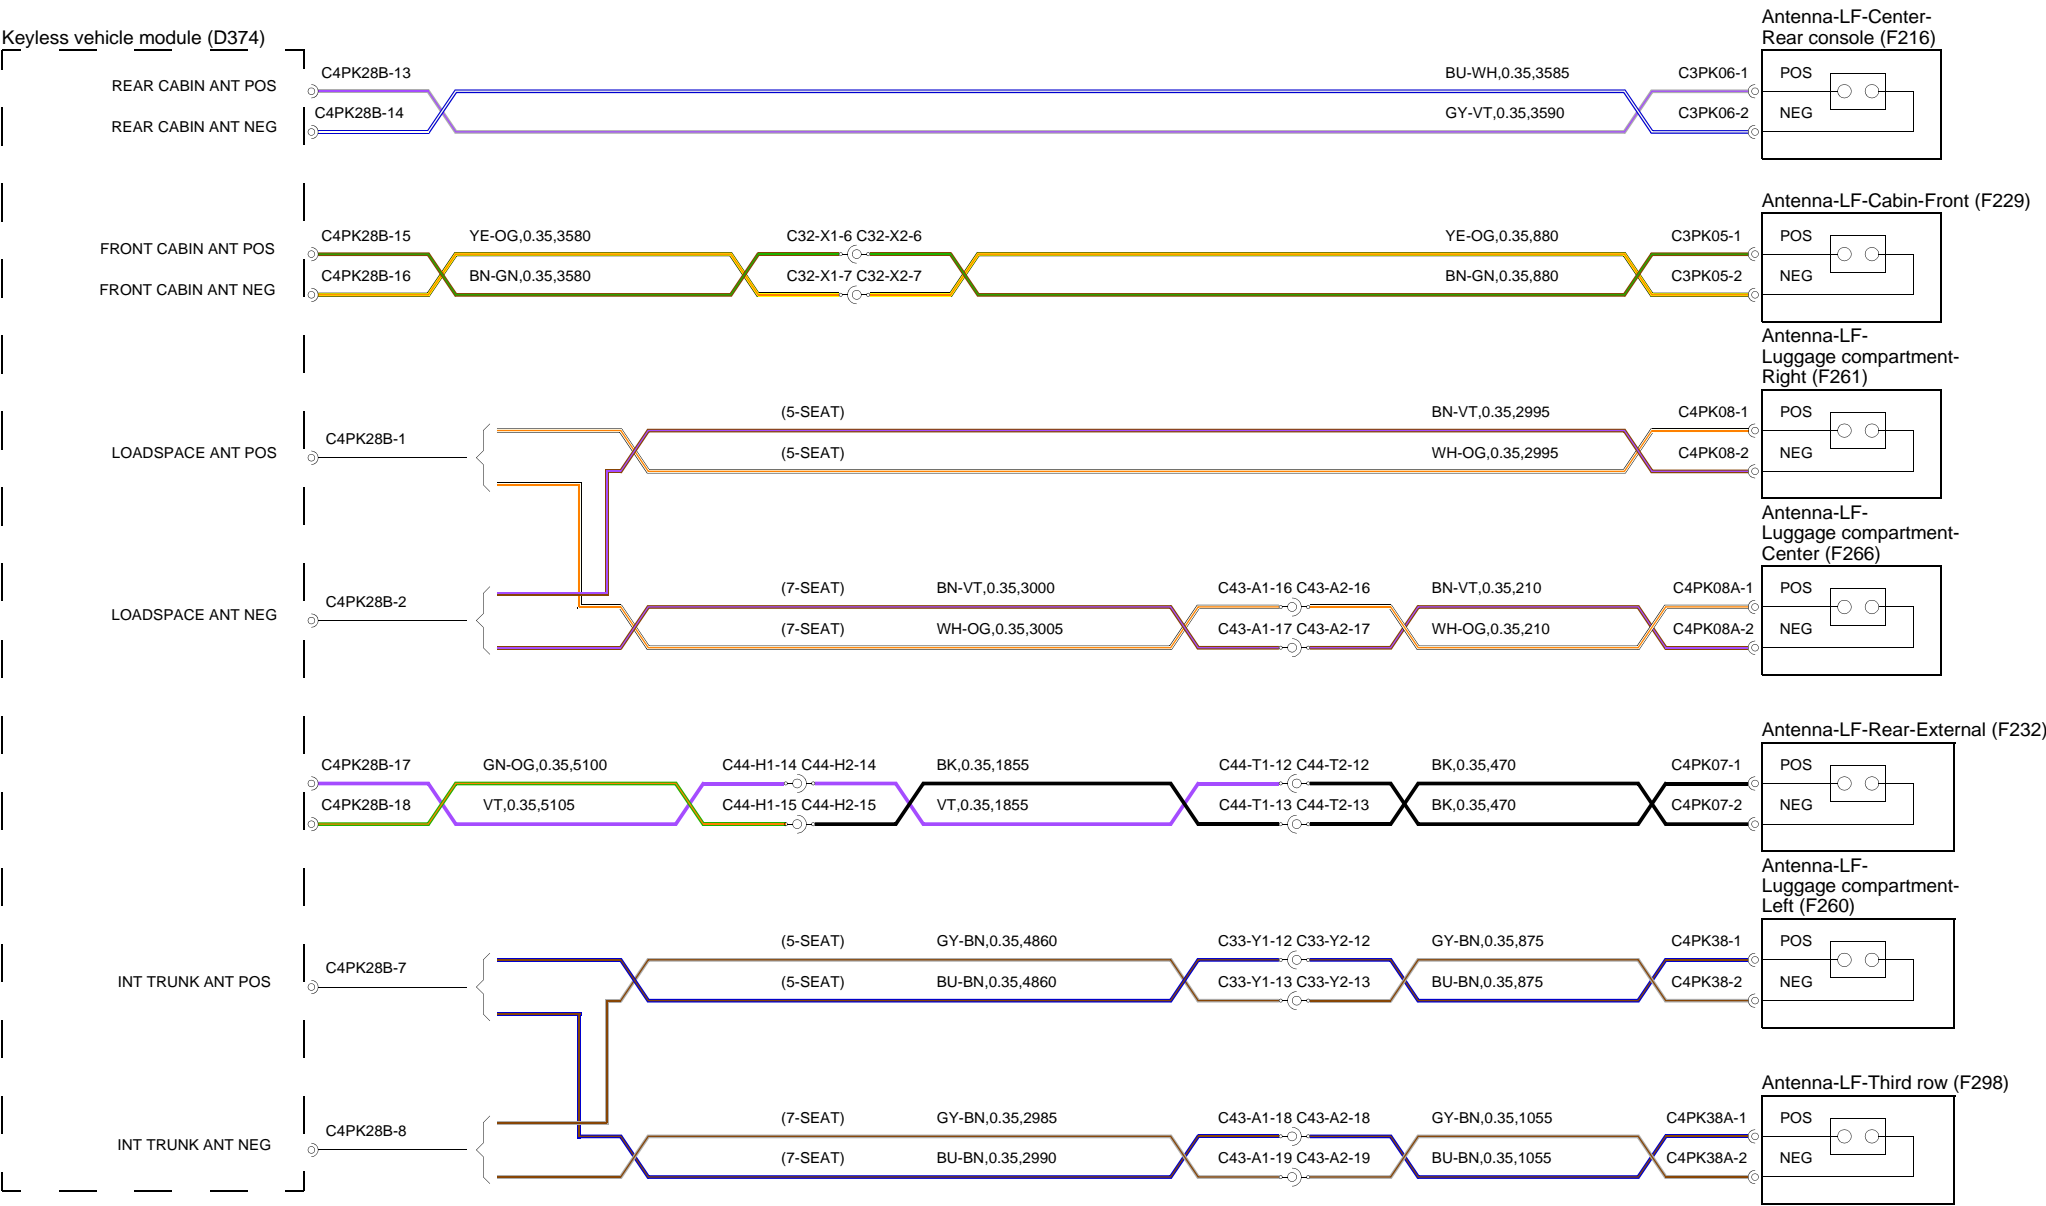 Keyless vehicle module (D374)
Antenna-LF-Center-
Rear console (F216)
REAR CABIN ANT POS
C4PK28B-13
BU-WH,0.35,3585
C3PK06-1
POS
REAR CABIN ANT NEG
C4PK28B-14
GY-VT,0.35,3590
C3PK06-2
NEG
Antenna-LF-Cabin-Front (F229)
FRONT CABIN ANT POS
C4PK28B-15
YE-OG,0.35,3580
C32-X1-6 C32-X2-6
YE-OG,0.35,880
C3PK05-1
POS
FRONT CABIN ANT NEG
C4PK28B-16
BN-GN,0.35,3580
C32-X1-7 C32-X2-7
BN-GN,0.35,880
C3PK05-2
NEG
Antenna-LF-
Luggage compartment-
Right (F261)
LOADSPACE ANT POS
C4PK28B-1
(5-SEAT)
BN-VT,0.35,2995
C4PK08-1
POS
(5-SEAT)
WH-OG,0.35,2995
C4PK08-2
NEG
Antenna-LF-
Luggage compartment-
Center (F266)
LOADSPACE ANT NEG
C4PK28B-2
(7-SEAT)
BN-VT,0.35,3000
C43-A1-16 C43-A2-16
BN-VT,0.35,210
C4PK08A-1
POS
(7-SEAT)
WH-OG,0.35,3005
C43-A1-17 C43-A2-17
WH-OG,0.35,210
C4PK08A-2
NEG
Antenna-LF-Rear-External (F232)
C4PK28B-17
GN-OG,0.35,5100
C44-H1-14 C44-H2-14
BK,0.35,1855
C44-T1-12 C44-T2-12
BK,0.35,470
C4PK07-1
POS
C4PK28B-18
VT,0.35,5105
C44-H1-15 C44-H2-15
VT,0.35,1855
C44-T1-13 C44-T2-13
BK,0.35,470
C4PK07-2
NEG
Antenna-LF-
Luggage compartment-
Left (F260)
INT TRUNK ANT POS
C4PK28B-7
(5-SEAT)
GY-BN,0.35,4860
C33-Y1-12 C33-Y2-12
GY-BN,0.35,875
C4PK38-1
POS
(5-SEAT)
BU-BN,0.35,4860
C33-Y1-13 C33-Y2-13
BU-BN,0.35,875
C4PK38-2
NEG
Antenna-LF-Third row (F298)
INT TRUNK ANT NEG
C4PK28B-8
(7-SEAT)
GY-BN,0.35,2985
C43-A1-18 C43-A2-18
GY-BN,0.35,1055
C4PK38A-1
POS
(7-SEAT)
BU-BN,0.35,2990
C43-A1-19 C43-A2-19
BU-BN,0.35,1055
C4PK38A-2
NEG